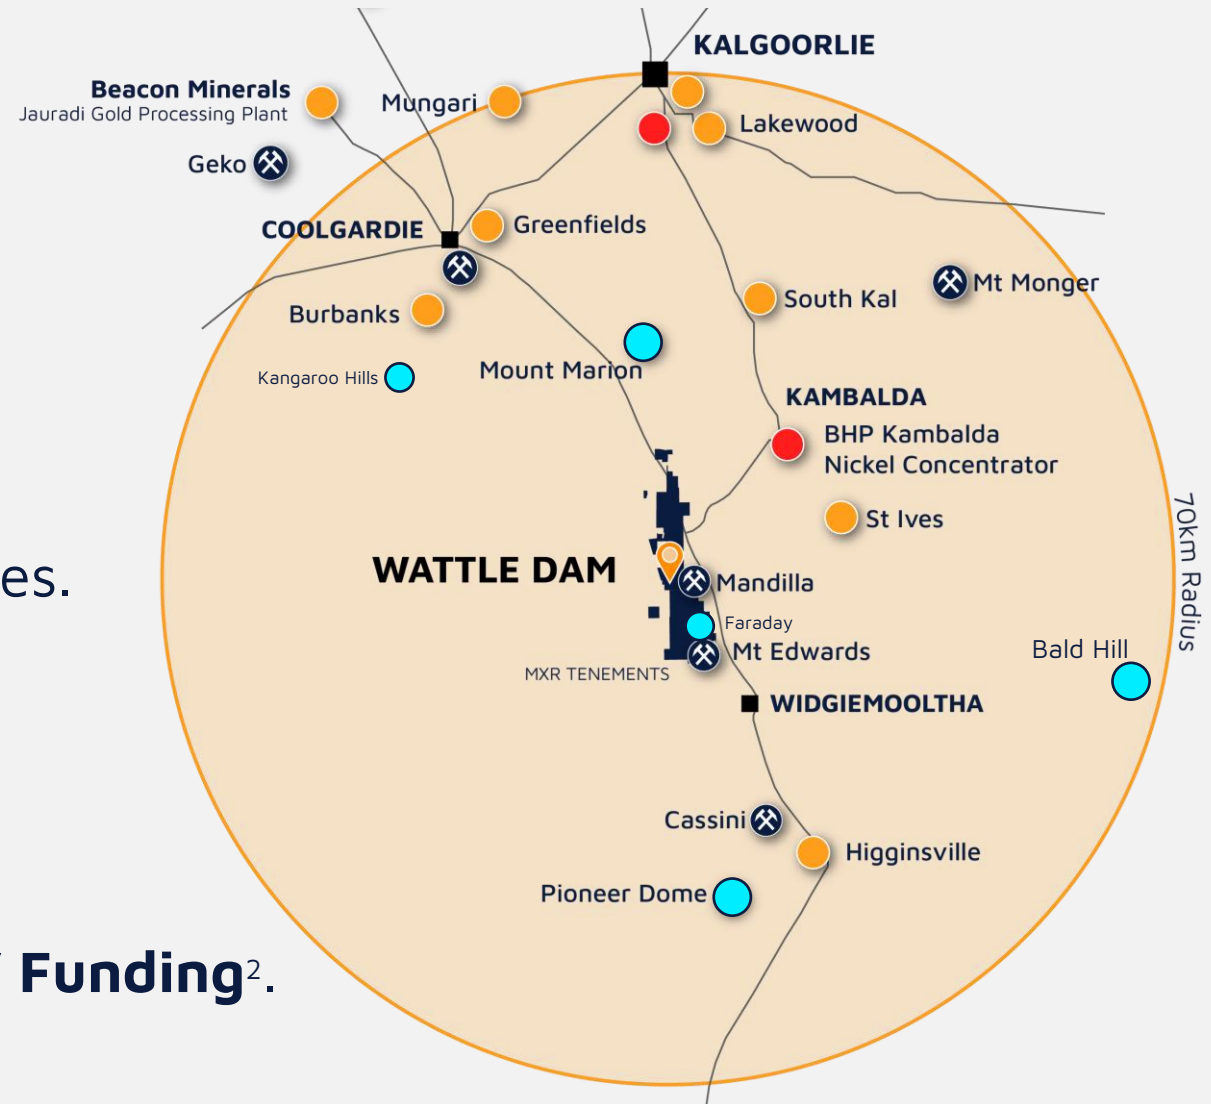 KALGOORLIE
Beacon Minerals
Jauradi Gold Processing Plant
Mungari
Lakewood
Geko
COOLGARDIE
Greenfields
Mt Monger
South Kal
Burbanks
Mount Marion
Kangaroo Hills
KAMBALDA
BHP Kambalda
Nickel Concentrator
St Ives
70km Radius
es.
WATTLE DAM
Mandilla
Faraday
Mt Edwards
Bald Hill
MXR TENEMENTS
WIDGIEMOOLTHA
Cassini
Higginsville
Pioneer Dome
Funding².